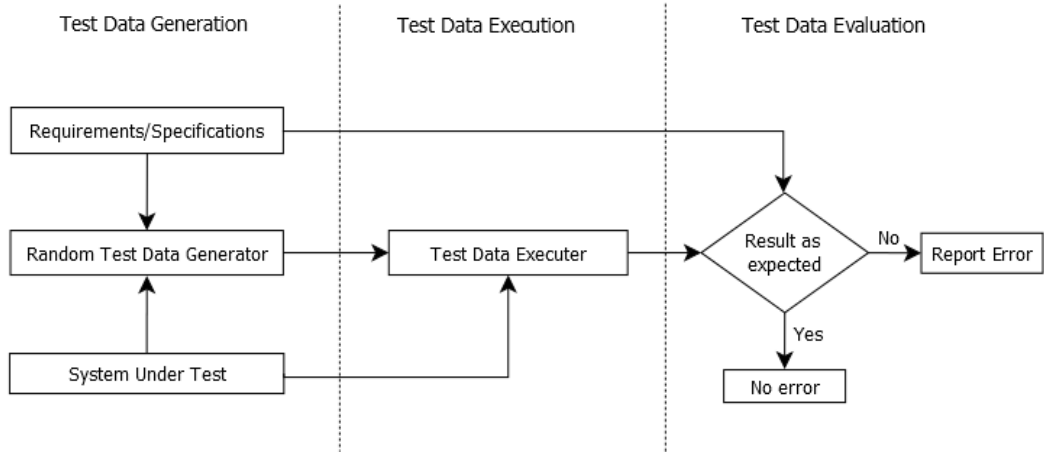 Test Data Generation
Test Data Execution
Test Data Evaluation
Requirements/Specifications
Random Test Data Generator
Test Data Executer
Result as
expected
No
Report Error
Yes
System Under Test
No error